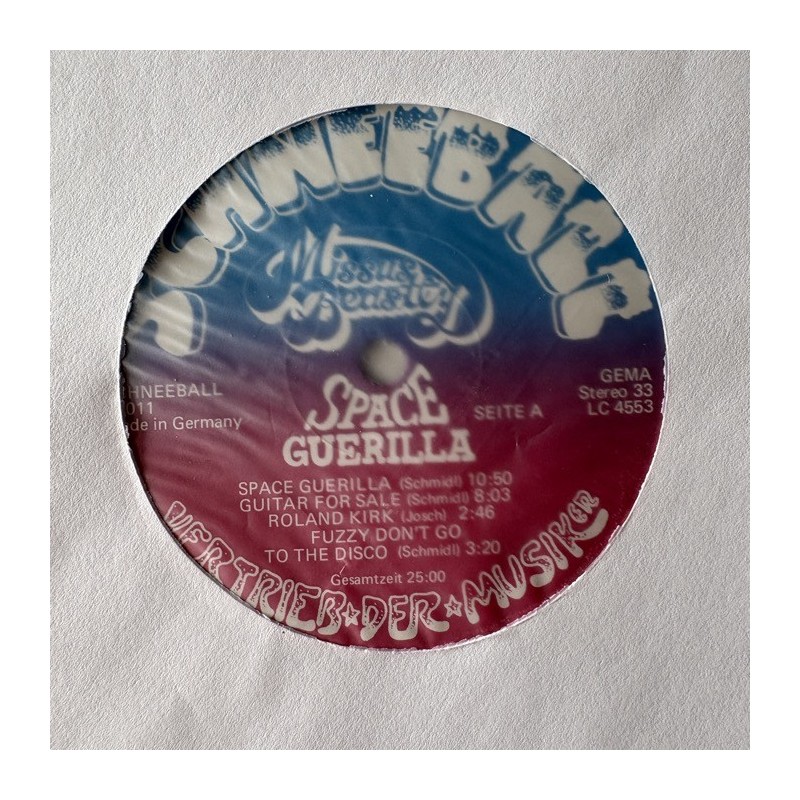 SCHNEEBALL
Missus
Beastly
HNEEBALL
011
de in Germany
SPACE
GUERILLA
SEITE A
GEMA
Stereo 33
LC 4553
SPACE GUERILLA (Schmidl) 10:50
GUITAR FOR SALE (Schmidl) 8:03
ROLAND KIRK (Josch) 2:46
FUZZY DON'T GO
TO THE DISCO (Schmidl) 3:20
Gesamtzeit 25:00
VERTRIEB★DER★MUSIKER